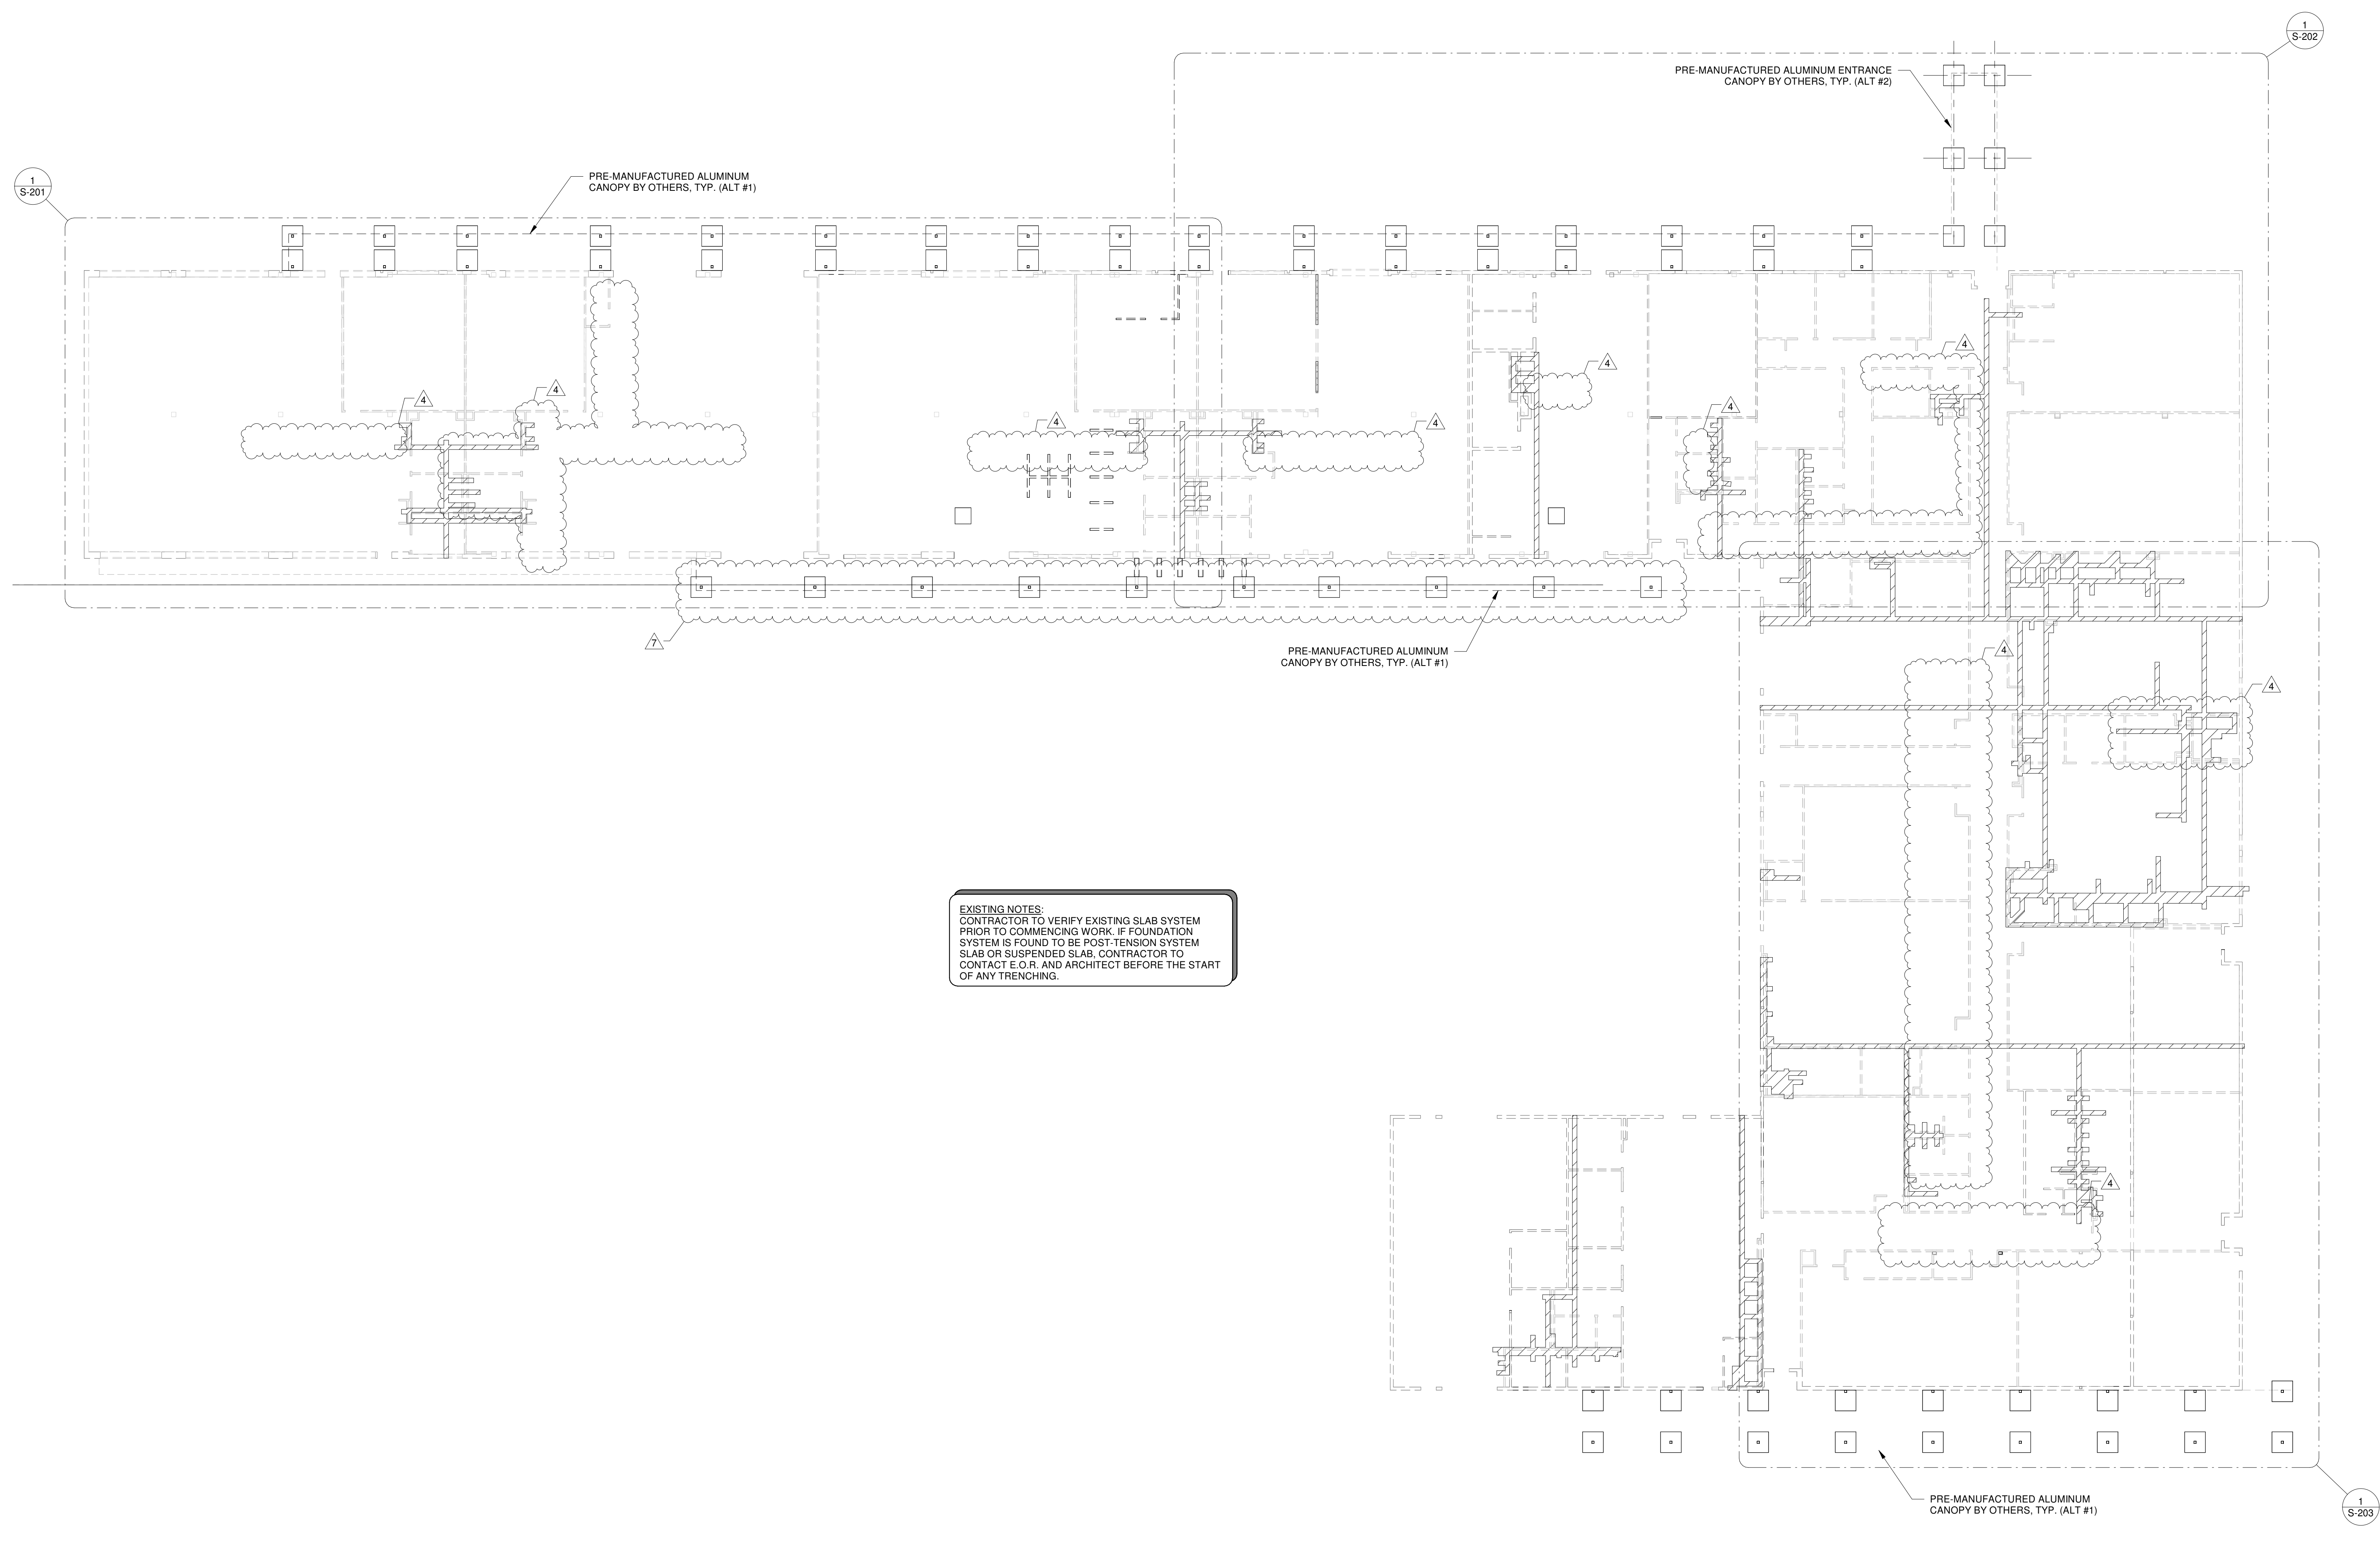 1
S-202
PRE-MANUFACTURED ALUMINUM ENTRANCE
CANOPY BY OTHERS, TYP. (ALT #2)
1
S-201
PRE-MANUFACTURED ALUMINUM
CANOPY BY OTHERS, TYP. (ALT #1)
4
4
4
4
4
4
4
7
PRE-MANUFACTURED ALUMINUM
CANOPY BY OTHERS, TYP. (ALT #1)
4
4
EXISTING NOTES:
CONTRACTOR TO VERIFY EXISTING SLAB SYSTEM
PRIOR TO COMMENCING WORK. IF FOUNDATION
SYSTEM IS FOUND TO BE POST-TENSION SYSTEM
SLAB OR SUSPENDED SLAB, CONTRACTOR TO
CONTACT E.O.R. AND ARCHITECT BEFORE THE START
OF ANY TRENCHING.
4
PRE-MANUFACTURED ALUMINUM
CANOPY BY OTHERS, TYP. (ALT #1)
1
S-203